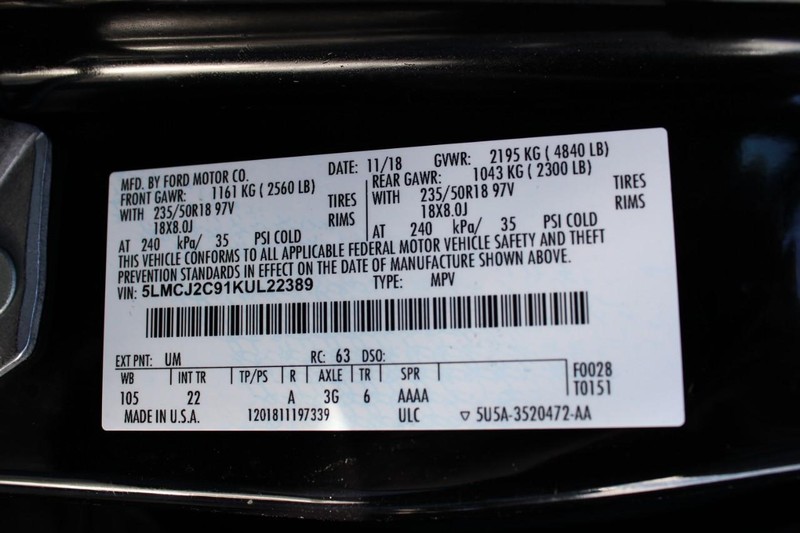 MFD. BY FORD MOTOR CO. DATE: 11/18 GVWR: 2195 KG ( 4840 LB)
FRONT GAWR: 1161 KG ( 2560 LB) REAR GAWR: 1043 KG ( 2300 LB)
WITH 235/50R18 97V TIRES WITH 235/50R18 97V TIRES
18X8.0J RIMS 18X8.0J RIMS
AT 240 kPa/ 35 PSI COLD AT 240 kPa/ 35 PSI COLD
THIS VEHICLE CONFORMS TO ALL APPLICABLE FEDERAL MOTOR VEHICLE SAFETY AND THEFT
PREVENTION STANDARDS IN EFFECT ON THE DATE OF MANUFACTURE SHOWN ABOVE.
VIN: 5LMCJ2C91KUL22389 TYPE: MPV
EXT PNT: UM RC: 63 DSO:
WB INT TR TP/PS R AXLE TR SPR F0028
105 22 A 3G 6 AAAA T0151
MADE IN U.S.A. 1201811197339 ULC ▽ 5U5A-3520472-AA